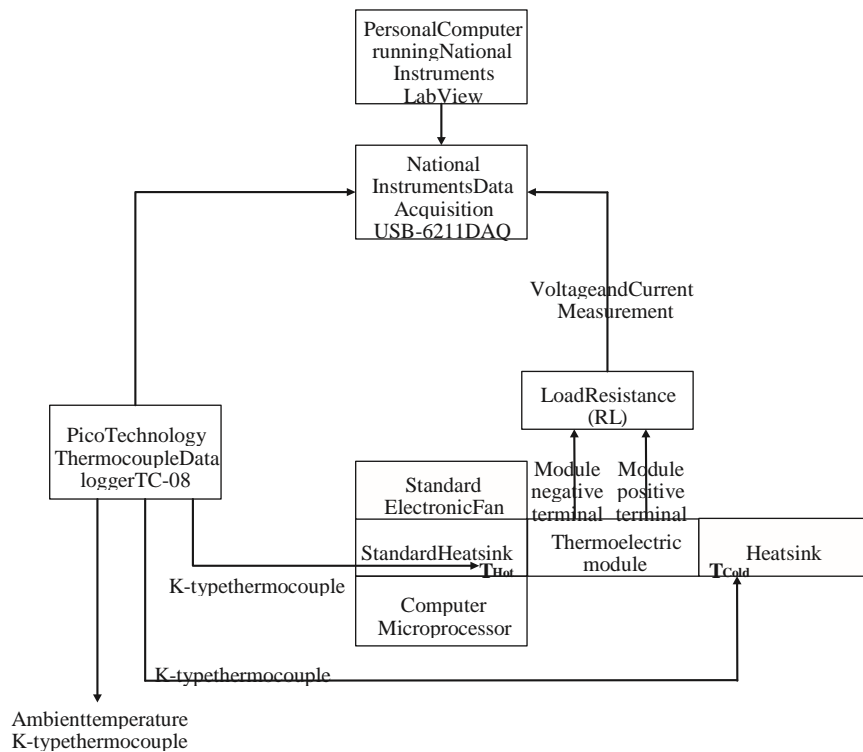 PersonalComputer
runningNational
Instruments
LabView
National
InstrumentsData
Acquisition
USB-6211DAQ
VoltageandCurrent
Measurement
LoadResistance
(RL)
PicoTechnology
ThermocoupleData
loggerTC-08
Module
negative
terminal
Module
positive
terminal
Standard
ElectronicFan
StandardHeatsink
THot
Thermoelectric
module
Heatsink
TCold
K-typethermocouple
Computer
Microprocessor
K-typethermocouple
Ambienttemperature
K-typethermocouple